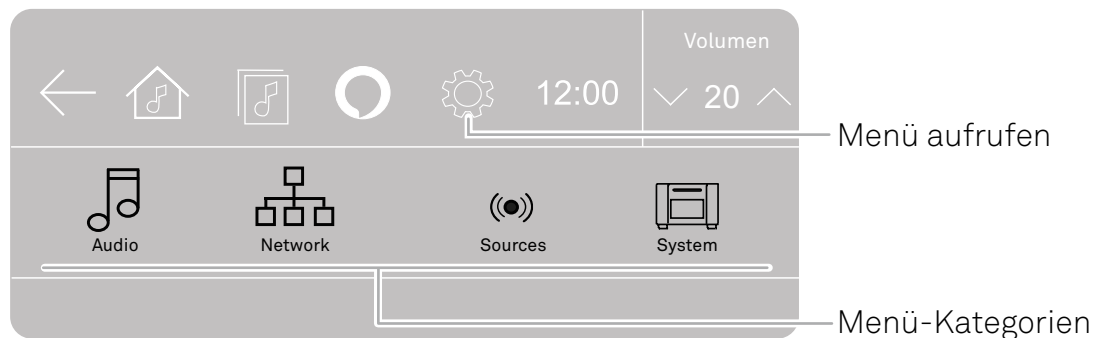 Volumen
12:00
20
Menü aufrufen
Audio
Network
Sources
System
Menü-Kategorien